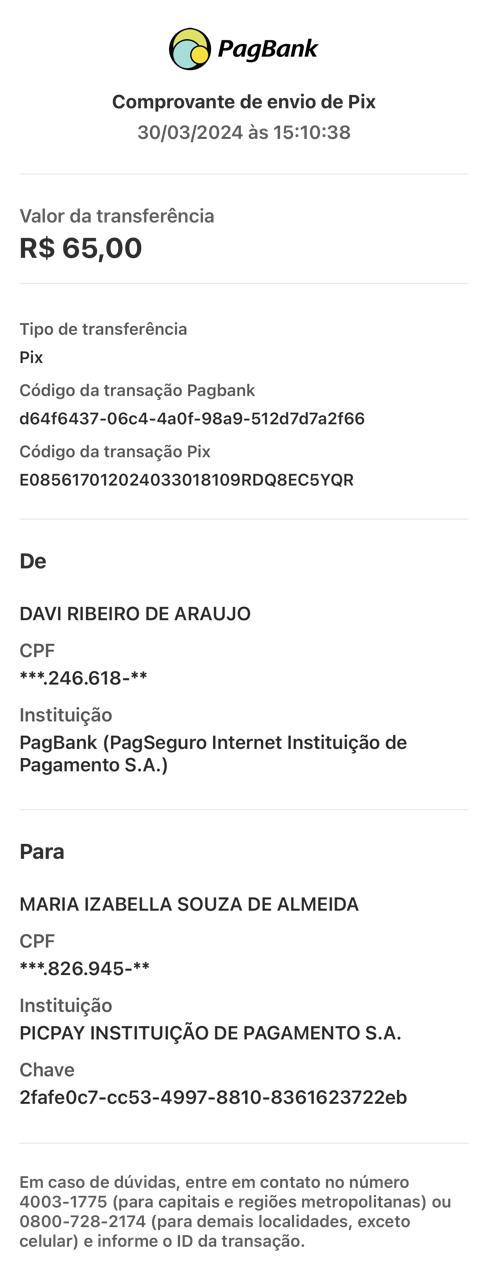 PagBank
Comprovante de envio de Pix
30/03/2024 às 15:10:38
Valor da transferência
R$ 65,00
Tipo de transferência
Pix
Código da transação Pagbank
d64f6437-06c4-4a0f-98a9-512d7d7a2f66
Código da transação Pix
E085617012024033018109RDQ8EC5YQR
De
DAVI RIBEIRO DE ARAUJO
CPF
***.246.618-**
Instituição
PagBank (PagSeguro Internet Instituição de
Pagamento S.A.)
Para
MARIA IZABELLA SOUZA DE ALMEIDA
CPF
***.826.945-**
Instituição
PICPAY INSTITUIÇÃO DE PAGAMENTO S.A.
Chave
2fafe0c7-cc53-4997-8810-8361623722eb
Em caso de dúvidas, entre em contato no número
4003-1775 (para capitais e regiões metropolitanas) ou
0800-728-2174 (para demais localidades, exceto
celular) e informe o ID da transação.